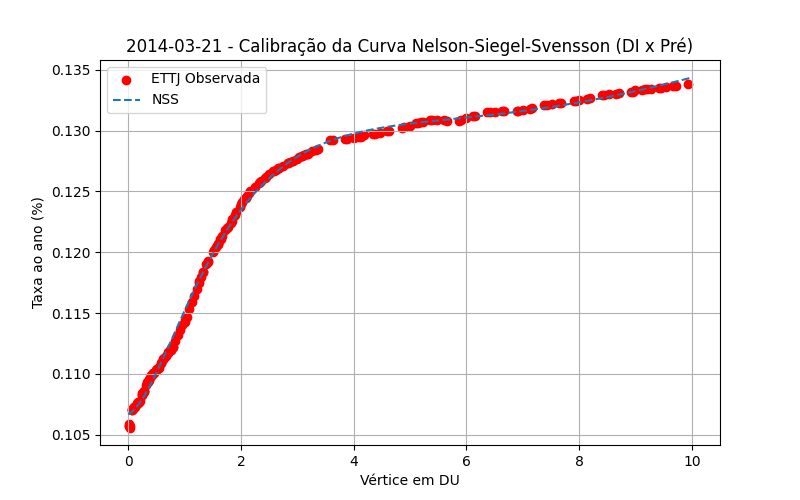 2014-03-21 - Calibração da Curva Nelson-Siegel-Svensson (DI x Pré)
ETTJ Observada
NSS
Taxa ao ano (%)
0.135
0.130
0.125
0.120
0.115
0.110
0.105
0 2 4 6 8 10
Vértice em DU